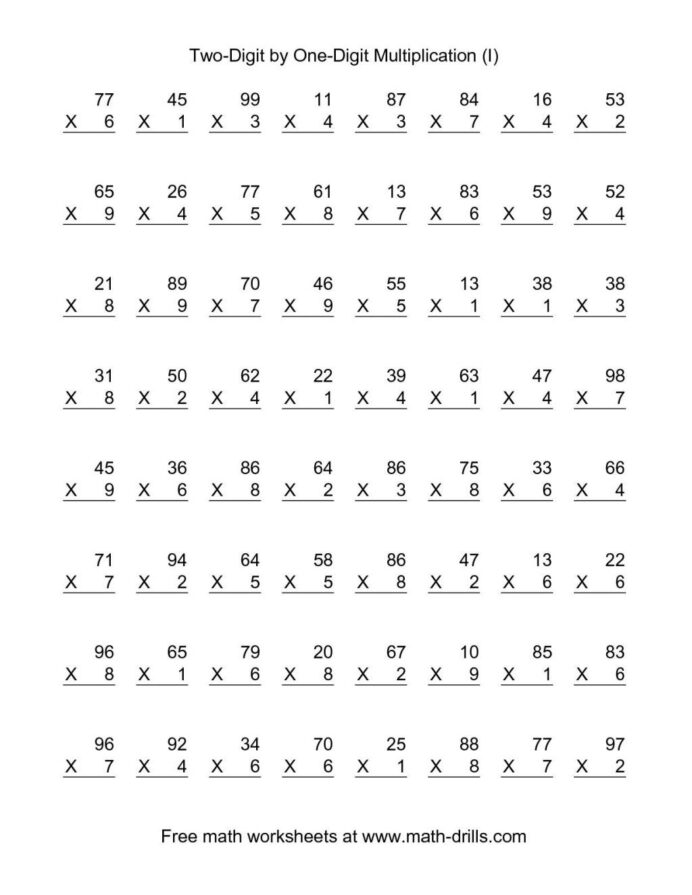 Two-Digit by One-Digit Multiplication (I)
77 45 99 11 87 84 16 53
X 6 X 1 X 3 X 4 X 3 X 7 X 4 X 2
65 26 77 61 13 83 53 52
X 9 X 4 X 5 X 8 X 7 X 6 X 9 X 4
21 89 70 46 55 13 38 38
X 8 X 9 X 7 X 9 X 5 X 1 X 1 X 3
31 50 62 22 39 63 47 98
X 8 X 2 X 4 X 1 X 4 X 1 X 4 X 7
45 36 86 64 86 75 33 66
X 9 X 6 X 8 X 2 X 3 X 8 X 6 X 4
71 94 64 58 86 47 13 22
X 7 X 2 X 5 X 5 X 8 X 2 X 6 X 6
96 65 79 20 67 10 85 83
X 8 X 1 X 6 X 8 X 2 X 9 X 1 X 6
96 92 34 70 25 88 77 97
X 7 X 4 X 6 X 6 X 1 X 8 X 7 X 2
Free math worksheets at www.math-drills.com